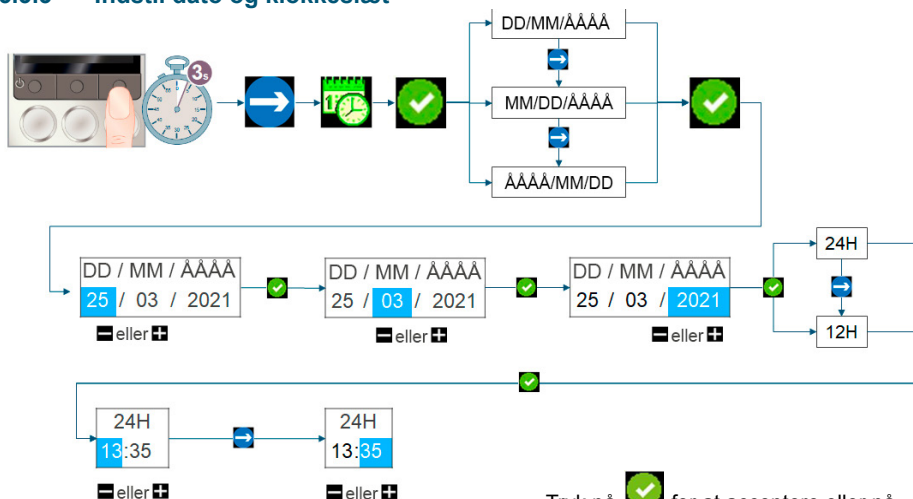 Indstil dato og klokkeslæt
3s
DD/MM/ÅÅÅÅ
MM/DD/ÅÅÅÅ
ÅÅÅÅ/MM/DD
DD / MM / ÅÅÅÅ
25 / 03 / 2021
eller
DD / MM / ÅÅÅÅ
25 / 03 / 2021
eller
DD / MM / ÅÅÅÅ
25 / 03 / 2021
eller
24H
12H
24H
13:35
eller
24H
13:35
eller
Tryk på for at acceptere eller på